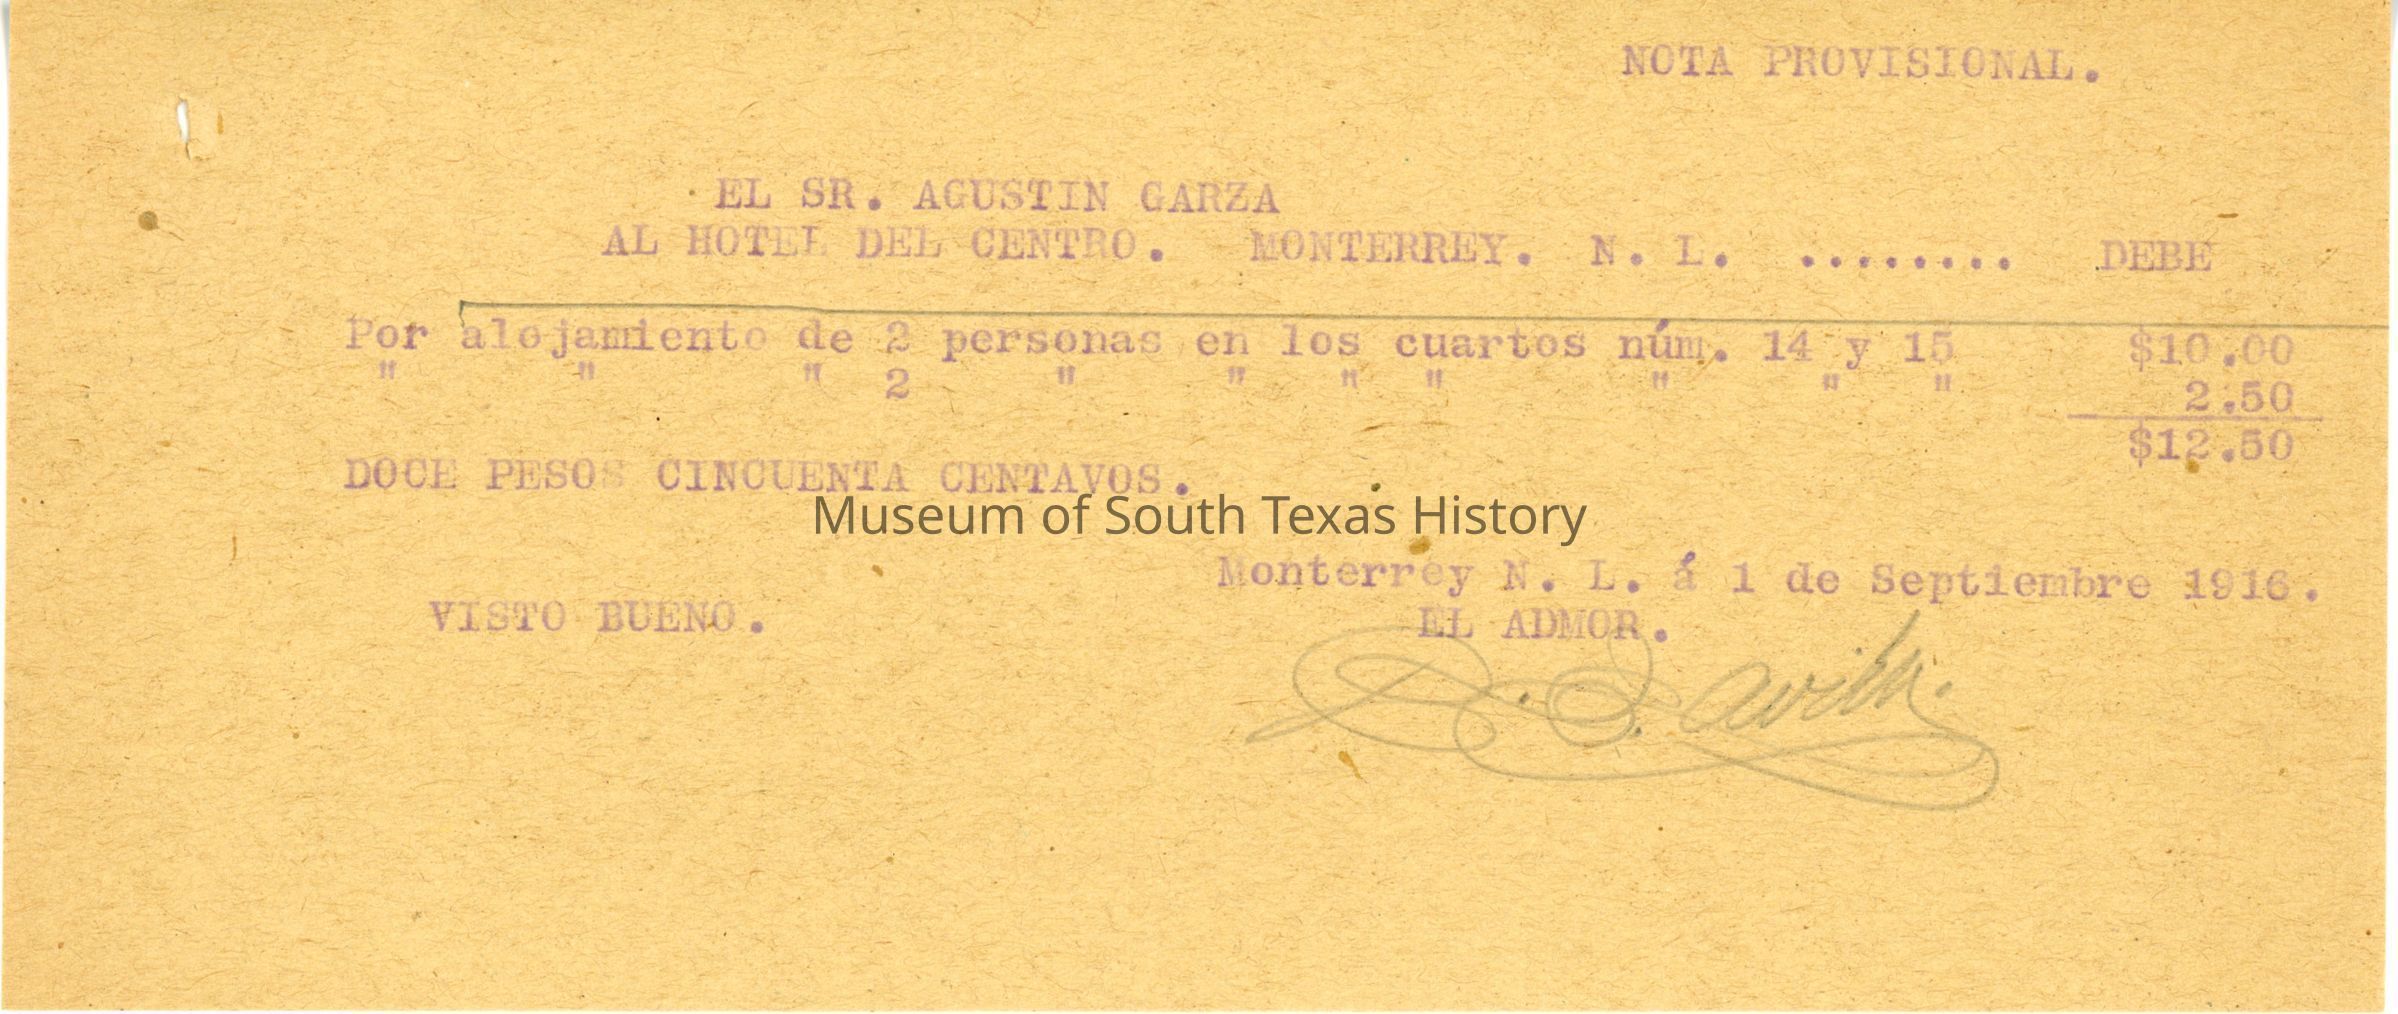 NOTA PROVISIONAL.
EL SR. AGUSTIN GARZA
AL HOTEL DEL CENTRO. MONTERREY. N. L. ........ DEBE
Por alojamiento de 2 personas en los cuartos núm. 14 y 15 $10.00
" " " 2 " " " " " " " 2.50
$12.50
DOCE PESOS CINCUENTA CENTAVOS.
Museum of South Texas History
Monterrey N. L. á 1 de Septiembre 1916.
VISTO BUENO. EL ADMOR.